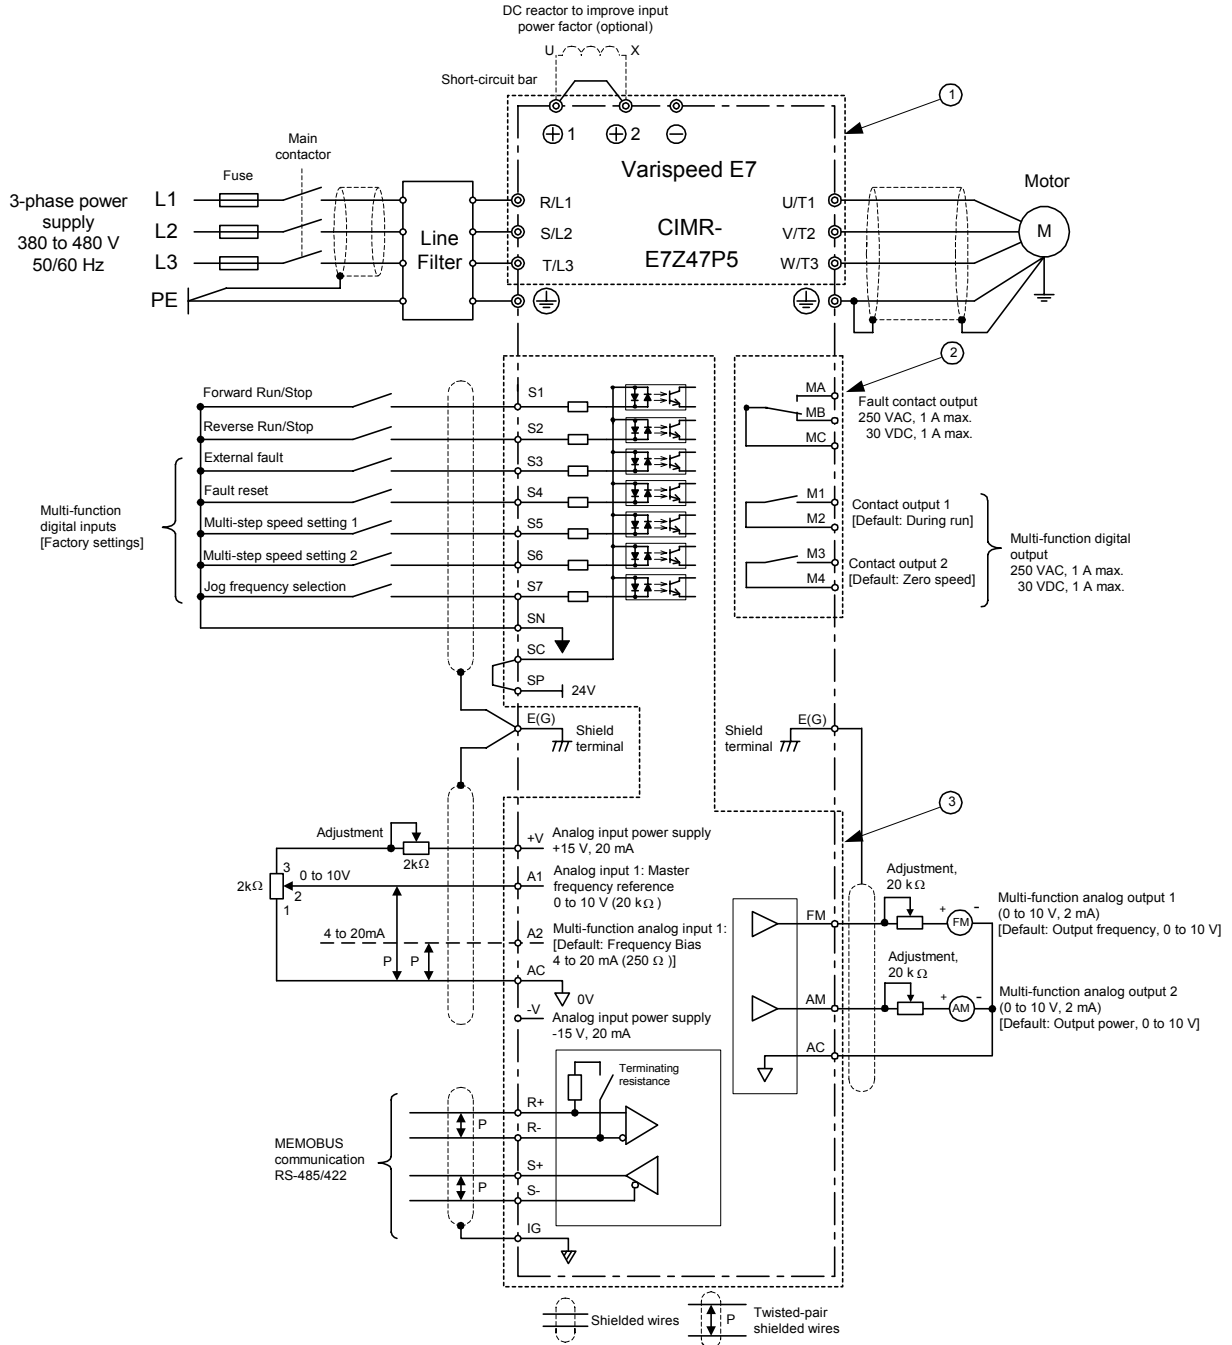 DC reactor to improve input
power factor (optional)
U
X
Short-circuit bar
1
1
2
Varispeed E7
CIMR-
E7Z47P5
Main
contactor
Fuse
3-phase power
supply
380 to 480 V
50/60 Hz
L1
L2
L3
PE
Line
Filter
R/L1
S/L2
T/L3
U/T1
V/T2
W/T3
Motor
M
2
Forward Run/Stop
Reverse Run/Stop
External fault
Fault reset
Multi-step speed setting 1
Multi-step speed setting 2
Jog frequency selection
Multi-function
digital inputs
[Factory settings]
S1
S2
S3
S4
S5
S6
S7
SN
SC
SP
24V
E(G)
Shield
terminal
MA
MB
MC
Fault contact output
250 VAC, 1 A max.
30 VDC, 1 A max.
M1
M2
Contact output 1
[Default: During run]
M3
M4
Contact output 2
[Default: Zero speed]
Multi-function digital
output
250 VAC, 1 A max.
30 VDC, 1 A max.
E(G)
Shield
terminal
3
Adjustment
2kΩ
2kΩ
3
2
1
0 to 10V
4 to 20mA
P
P
+V
Analog input power supply
+15 V, 20 mA
A1
Analog input 1: Master
frequency reference
0 to 10 V (20 kΩ )
A2
Multi-function analog input 1:
[Default: Frequency Bias
4 to 20 mA (250 Ω )]
AC
0V
-V
Analog input power supply
-15 V, 20 mA
Adjustment,
20 kΩ
FM
+
FM
-
Multi-function analog output 1
(0 to 10 V, 2 mA)
[Default: Output frequency, 0 to 10 V]
Adjustment,
20 kΩ
AM
+
AM
-
Multi-function analog output 2
(0 to 10 V, 2 mA)
[Default: Output power, 0 to 10 V]
AC
Terminating
resistance
MEMOBUS
communication
RS-485/422
P
P
R+
R-
S+
S-
IG
Shielded wires
P
Twisted-pair
shielded wires